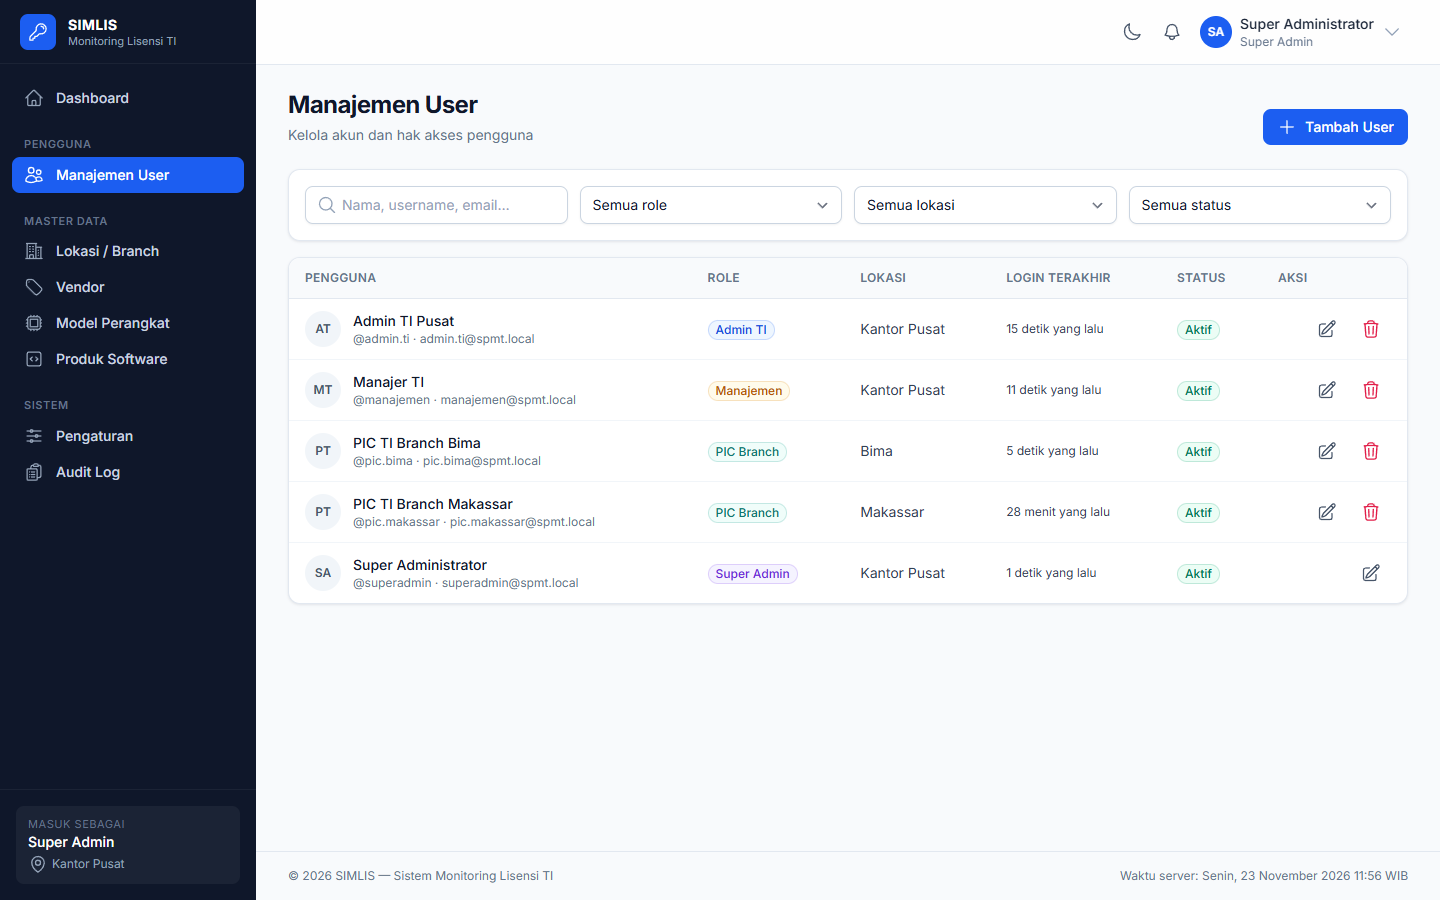 SIMLIS
Monitoring Lisensi TI
Dashboard
PENGGUNA
Manajemen User
MASTER DATA
Lokasi / Branch
Vendor
Model Perangkat
Produk Software
SISTEM
Pengaturan
Audit Log
MASUK SEBAGAI
Super Admin
Kantor Pusat
SA
Super Administrator
Super Admin
Manajemen User
Kelola akun dan hak akses pengguna
Tambah User
Nama, username, email...
Semua role
Semua lokasi
Semua status
PENGGUNA ROLE LOKASI LOGIN TERAKHIR STATUS AKSI
AT Admin TI Pusat
@admin.ti · admin.ti@spmt.local
Admin TI Kantor Pusat 15 detik yang lalu Aktif
MT Manajer TI
@manajemen · manajemen@spmt.local
Manajemen Kantor Pusat 11 detik yang lalu Aktif
PT PIC TI Branch Bima
@pic.bima · pic.bima@spmt.local
PIC Branch Bima 5 detik yang lalu Aktif
PT PIC TI Branch Makassar
@pic.makassar · pic.makassar@spmt.local
PIC Branch Makassar 28 menit yang lalu Aktif
SA Super Administrator
@superadmin · superadmin@spmt.local
Super Admin Kantor Pusat 1 detik yang lalu Aktif
© 2026 SIMLIS — Sistem Monitoring Lisensi TI
Waktu server: Senin, 23 November 2026 11:56 WIB